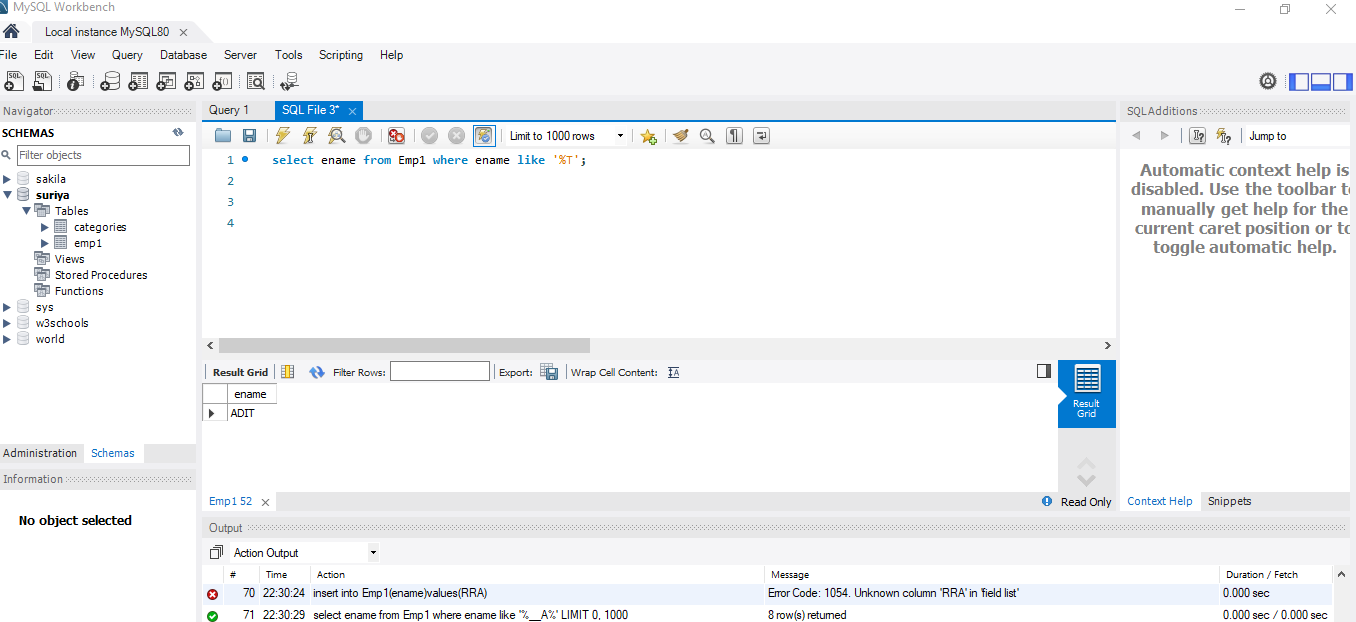 MySQL Workbench
Local instance MySQL80
File Edit View Query Database Server Tools Scripting Help
Navigator
SCHEMAS
Filter objects
sakila
suriya
Tables
categories
emp1
Views
Stored Procedures
Functions
sys
w3schools
world
Administration Schemas
Information
No object selected
Query 1 SQL File 3*
Limit to 1000 rows
1 select ename from Emp1 where ename like '%T';
2
3
4
Result Grid Filter Rows: Export: Wrap Cell Content:
ename
ADIT
Result
Grid
Emp1 52 Read Only
SQLAdditions
Jump to
Automatic context help is
disabled. Use the toolbar to
manually get help for the
current caret position or to
toggle automatic help.
Context Help Snippets
Output
Action Output
# Time Action Message Duration / Fetch
70 22:30:24 insert into Emp1(ename)values(RRA) Error Code: 1054. Unknown column 'RRA' in 'field list' 0.000 sec
71 22:30:29 select ename from Emp1 where ename like '%__A%' LIMIT 0, 1000 8 row(s) returned 0.000 sec / 0.000 sec